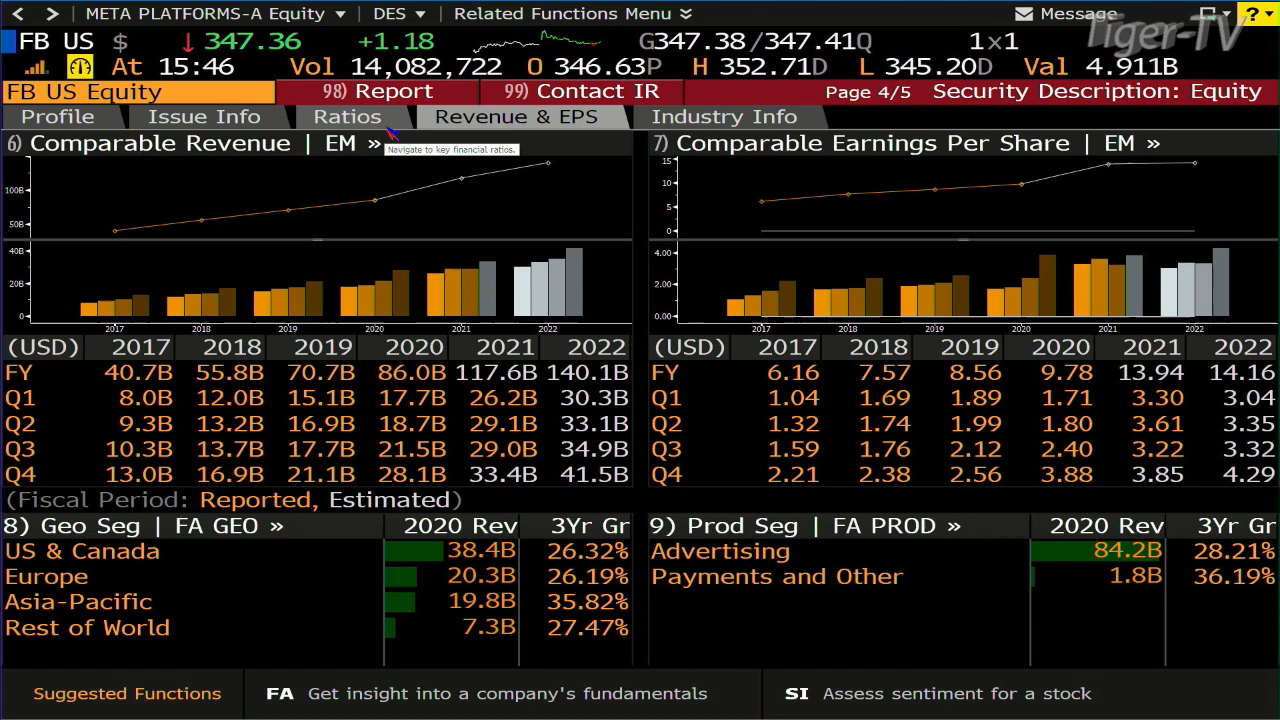 META PLATFORMS-A Equity DES Related Functions Menu Message ?
Tiger-TV
FB US $ ↓ 347.36 +1.18 G347.38/347.41Q 1×1
At 15:46 Vol 14,082,722 O 346.63P H 352.71D L 345.20D Val 4.911B
FB US Equity 98) Report 99) Contact IR Page 4/5 Security Description: Equity
Profile Issue Info Ratios Revenue & EPS Industry Info
6) Comparable Revenue | EM » 7) Comparable Earnings Per Share | EM »
Navigate to key financial ratios.
100B
50B
15
10
5
0
40B
20B
0
4.00
2.00
0.00
2017 2018 2019 2020 2021 2022 2017 2018 2019 2020 2021 2022
(USD) 2017 2018 2019 2020 2021 2022 (USD) 2017 2018 2019 2020 2021 2022
FY 40.7B 55.8B 70.7B 86.0B 117.6B 140.1B FY 6.16 7.57 8.56 9.78 13.94 14.16
Q1 8.0B 12.0B 15.1B 17.7B 26.2B 30.3B Q1 1.04 1.69 1.89 1.71 3.30 3.04
Q2 9.3B 13.2B 16.9B 18.7B 29.1B 33.1B Q2 1.32 1.74 1.99 1.80 3.61 3.35
Q3 10.3B 13.7B 17.7B 21.5B 29.0B 34.9B Q3 1.59 1.76 2.12 2.40 3.22 3.32
Q4 13.0B 16.9B 21.1B 28.1B 33.4B 41.5B Q4 2.21 2.38 2.56 3.88 3.85 4.29
(Fiscal Period: Reported, Estimated)
8) Geo Seg | FA GEO » 2020 Rev 3Yr Gr 9) Prod Seg | FA PROD » 2020 Rev 3Yr Gr
US & Canada 38.4B 26.32% Advertising 84.2B 28.21%
Europe 20.3B 26.19% Payments and Other 1.8B 36.19%
Asia-Pacific 19.8B 35.82%
Rest of World 7.3B 27.47%
Suggested Functions FA Get insight into a company's fundamentals SI Assess sentiment for a stock